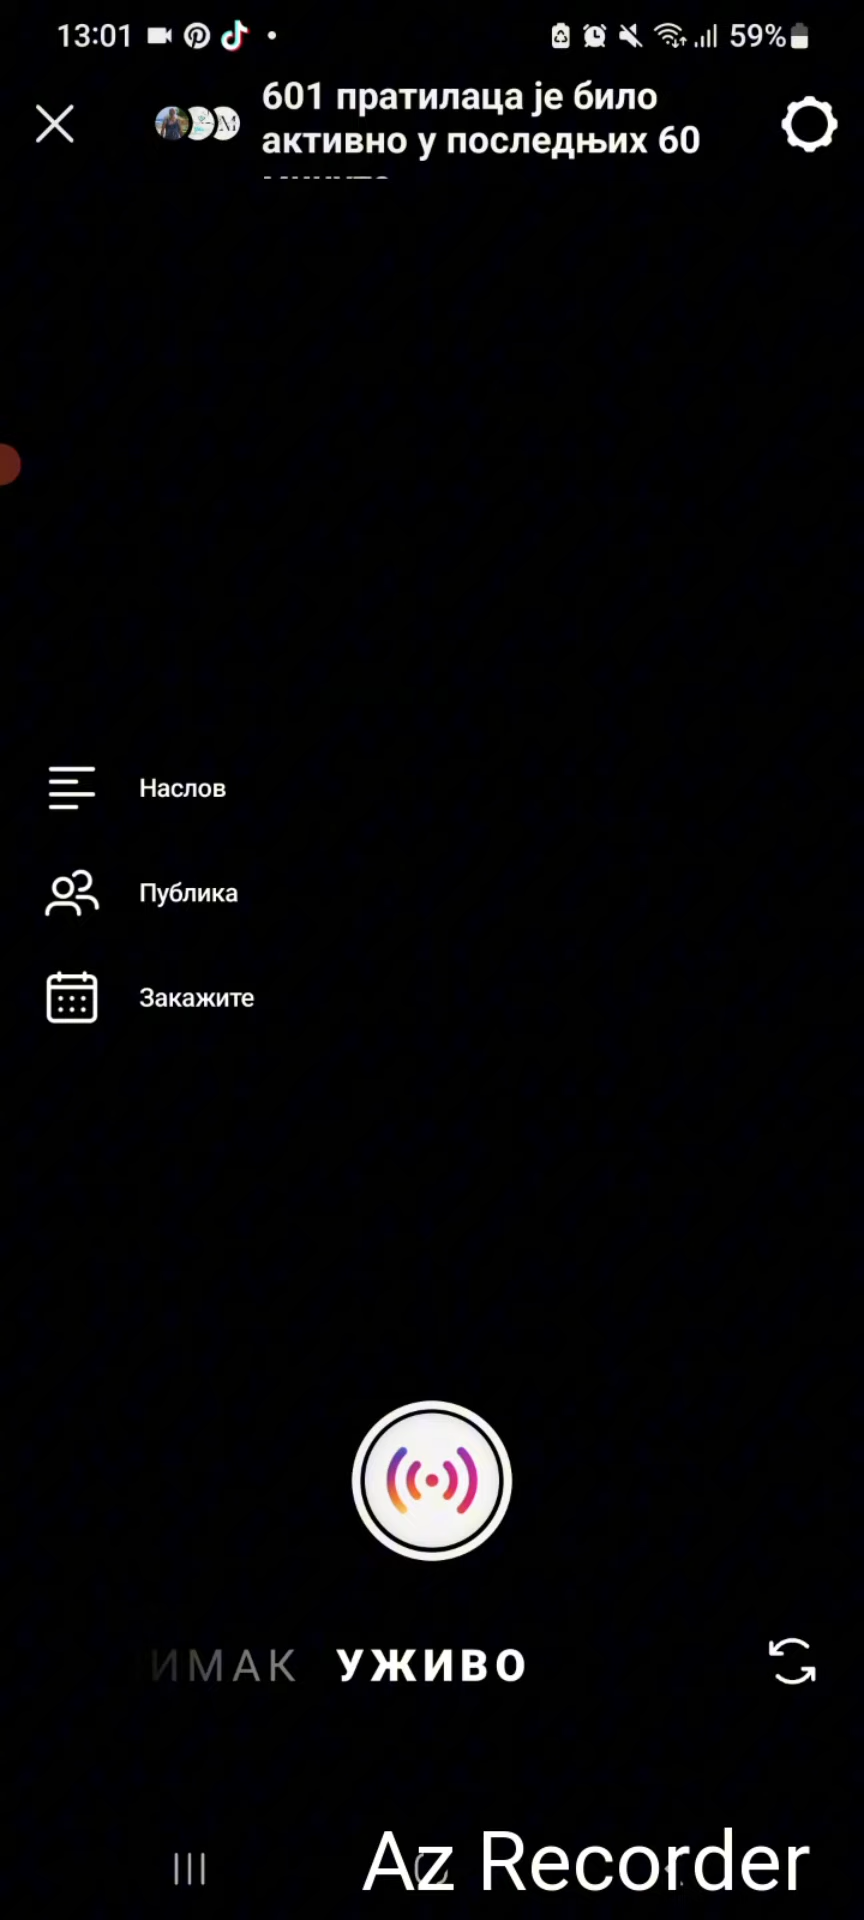 13:01
59%
601 пратилаца је било
активно у последњих 60
M
Наслов
Публика
Закажите
ИМАК УЖИВО
Az Recorder